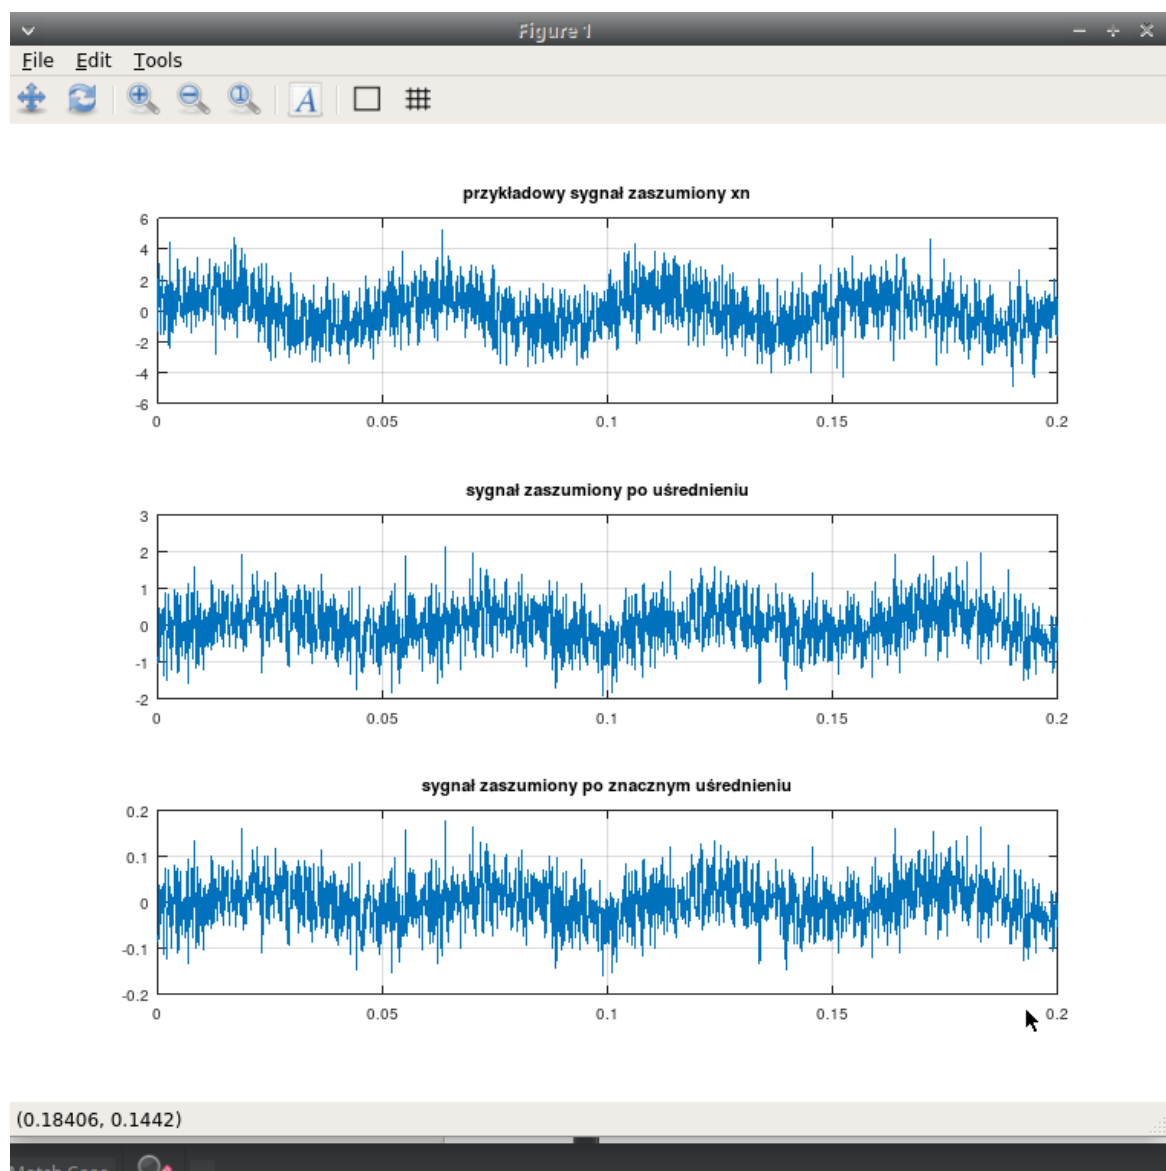 Figure 1
File Edit Tools
A
przykładowy sygnał zaszumiony xn
6
4
2
0
-2
-4
-6
0 0.05 0.1 0.15 0.2
sygnał zaszumiony po uśrednieniu
3
2
1
0
-1
-2
0 0.05 0.1 0.15 0.2
sygnał zaszumiony po znacznym uśrednieniu
0.2
0.1
0
-0.1
-0.2
0 0.05 0.1 0.15 0.2
(0.18406, 0.1442)
Match Case